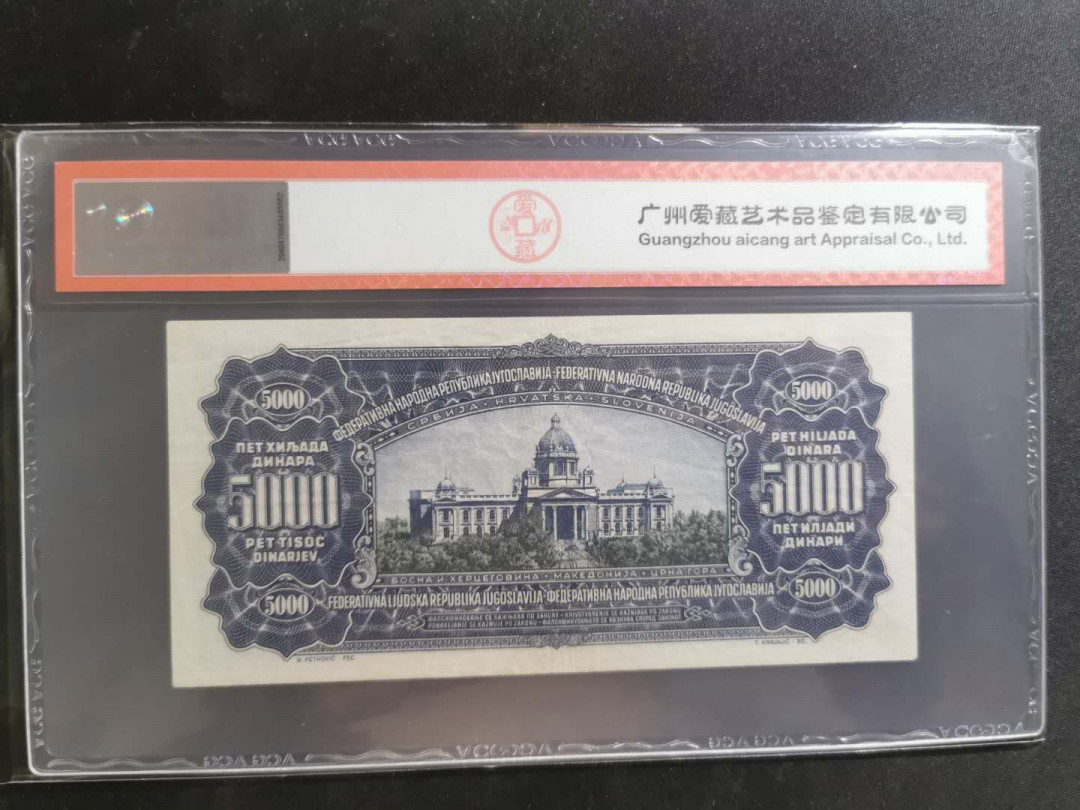 爱藏
广州爱藏艺术品鉴定有限公司
Guangzhou aicang art Appraisal Co., Ltd.
ФЕДЕРАТИВНА НАРОДНА РЕПУБЛИКА ЈУГОСЛАВИЈА · FEDERATIVNA NARODNA REPUBLIKA JUGOSLAVIJA
СРБИЈА · HRVATSKA · SLOVENIJA
5000
5000
ПЕТ ХИЉАДА
ДИНАРА
5000
PET TISOČ
DINARJEV
PET HILJADA
DINARA
5000
ПЕТ ИЛЈАДИ
ДИНАРИ
БОСНА И ХЕРЦЕГОВИНА · МАКЕДОНИЈА · ЦРНА ГОРА
5000
FEDERATIVNA LJUDSKA REPUBLIKA JUGOSLAVIJA · ФЕДЕРАТИВНА НАРОДНА РЕПУБЛИКА ЈУГОСЛАВИЈА
5000